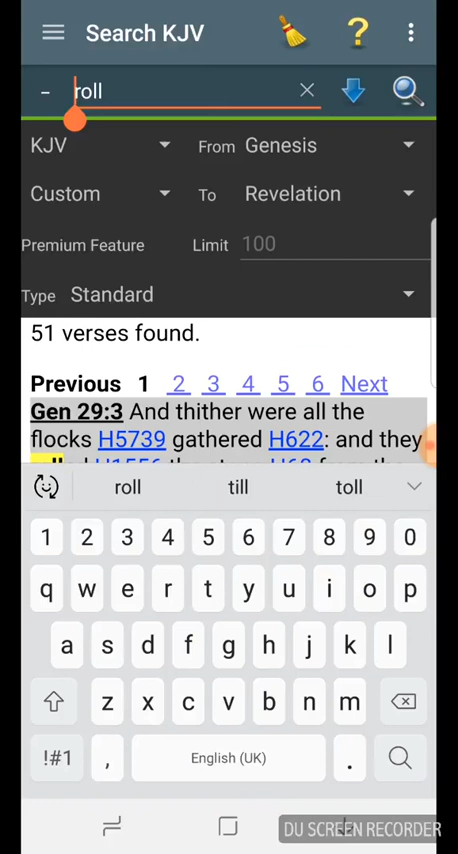 Search KJV
?
- roll
KJV From Genesis
Custom To Revelation
Premium Feature Limit 100
Type Standard
51 verses found.
Previous 1 2 3 4 5 6 Next
Gen 29:3 And thither were all the
flocks H5739 gathered H622: and they
roll till toll
1 2 3 4 5 6 7 8 9 0
q w e r t y u i o p
a s d f g h j k l
z x c v b n m
!#1 , English (UK) .
DU SCREEN RECORDER